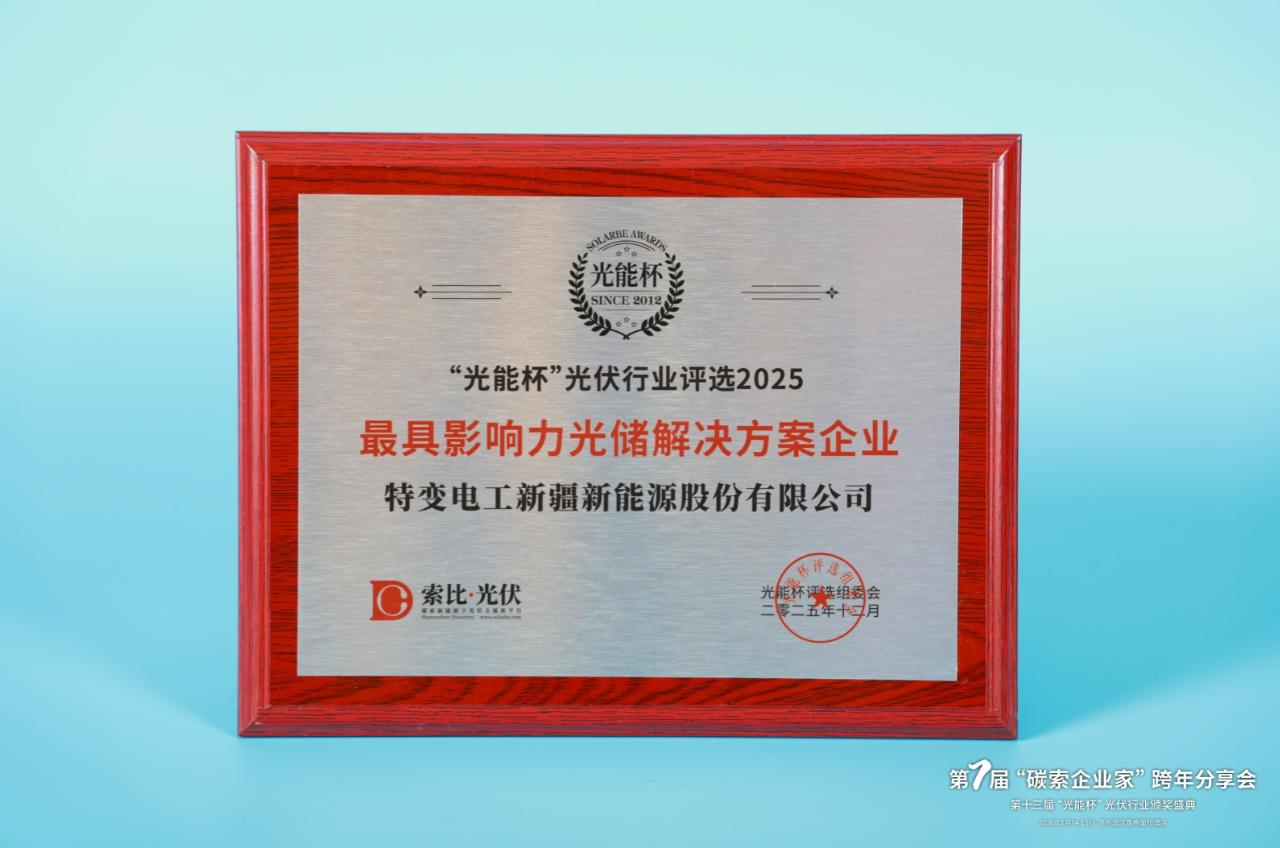 SOLARBE AWARDS
光能杯
SINCE 2012
“光能杯”光伏行业评选2025
最具影响力光储解决方案企业
特变电工新疆新能源股份有限公司
索比·光伏
光能杯评选组委会
二零二五年十二月
第7届“碳索企业家”跨年分享会
第十三届“光能杯”光伏行业颁奖盛典